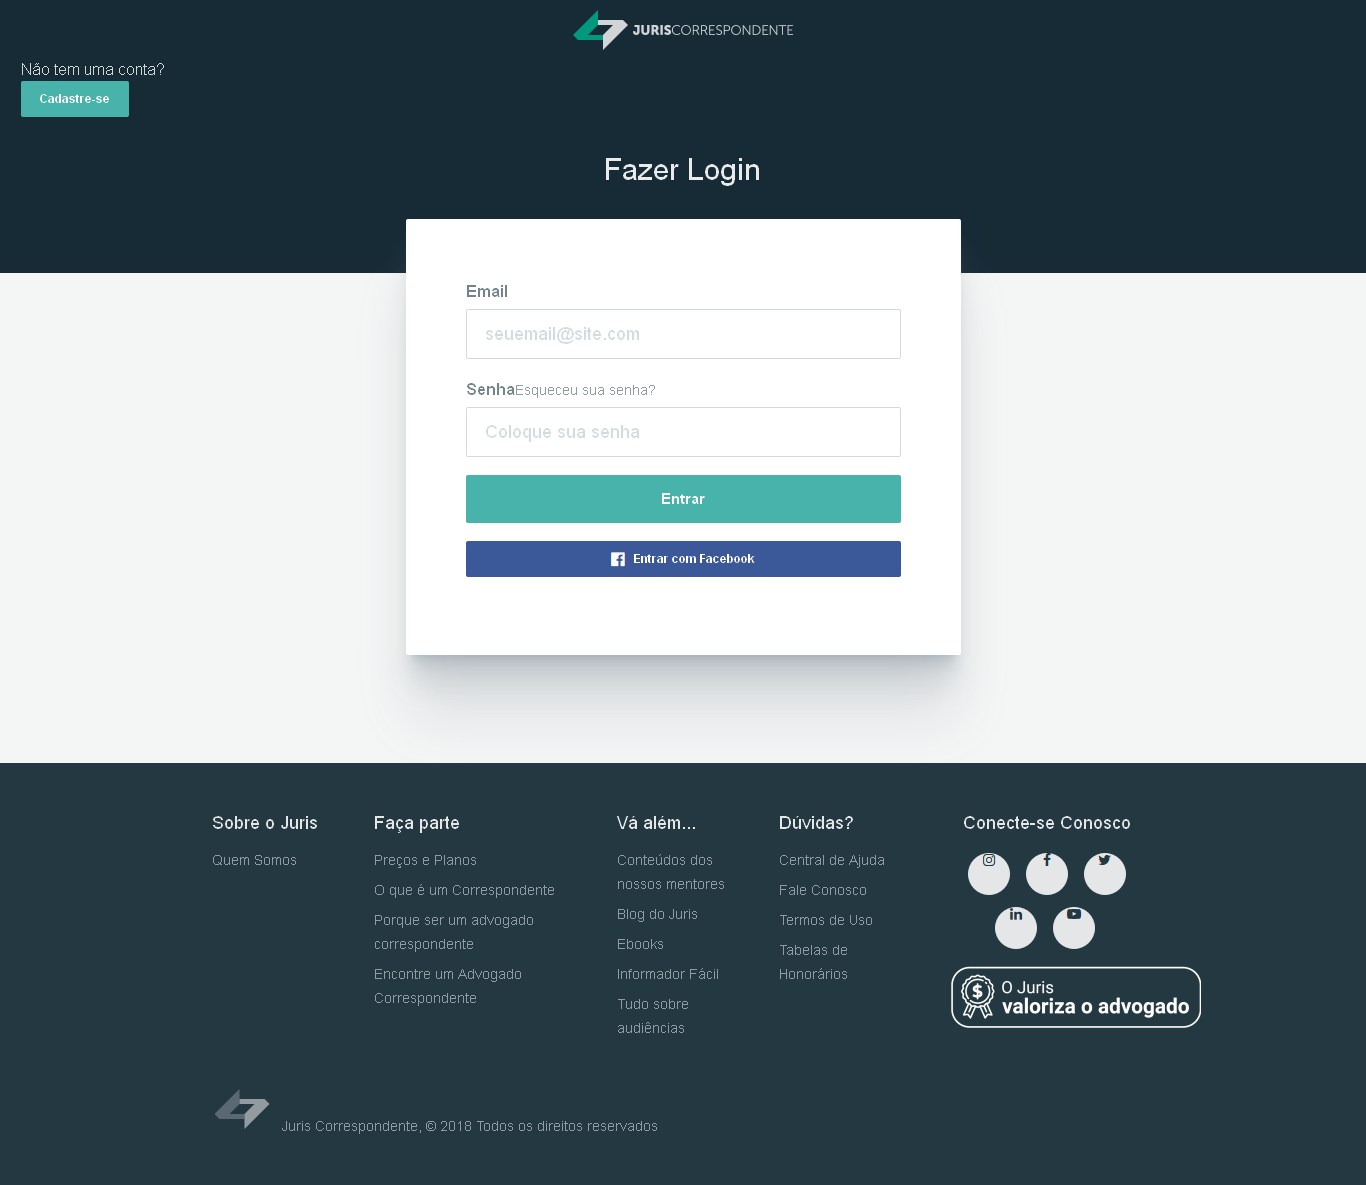 JURISCORRESPONDENTE
Não tem uma conta?
Cadastre-se
Fazer Login
Email
seuemail@site.com
SenhaEsqueceu sua senha?
Coloque sua senha
Entrar
Entrar com Facebook
Sobre o Juris
Quem Somos
Faça parte
Preços e Planos
O que é um Correspondente
Porque ser um advogado
correspondente
Encontre um Advogado
Correspondente
Vá além...
Conteúdos dos
nossos mentores
Blog do Juris
Ebooks
Informador Fácil
Tudo sobre
audiências
Dúvidas?
Central de Ajuda
Fale Conosco
Termos de Uso
Tabelas de
Honorários
Conecte-se Conosco
O Juris
valoriza o advogado
Juris Correspondente, © 2018 Todos os direitos reservados